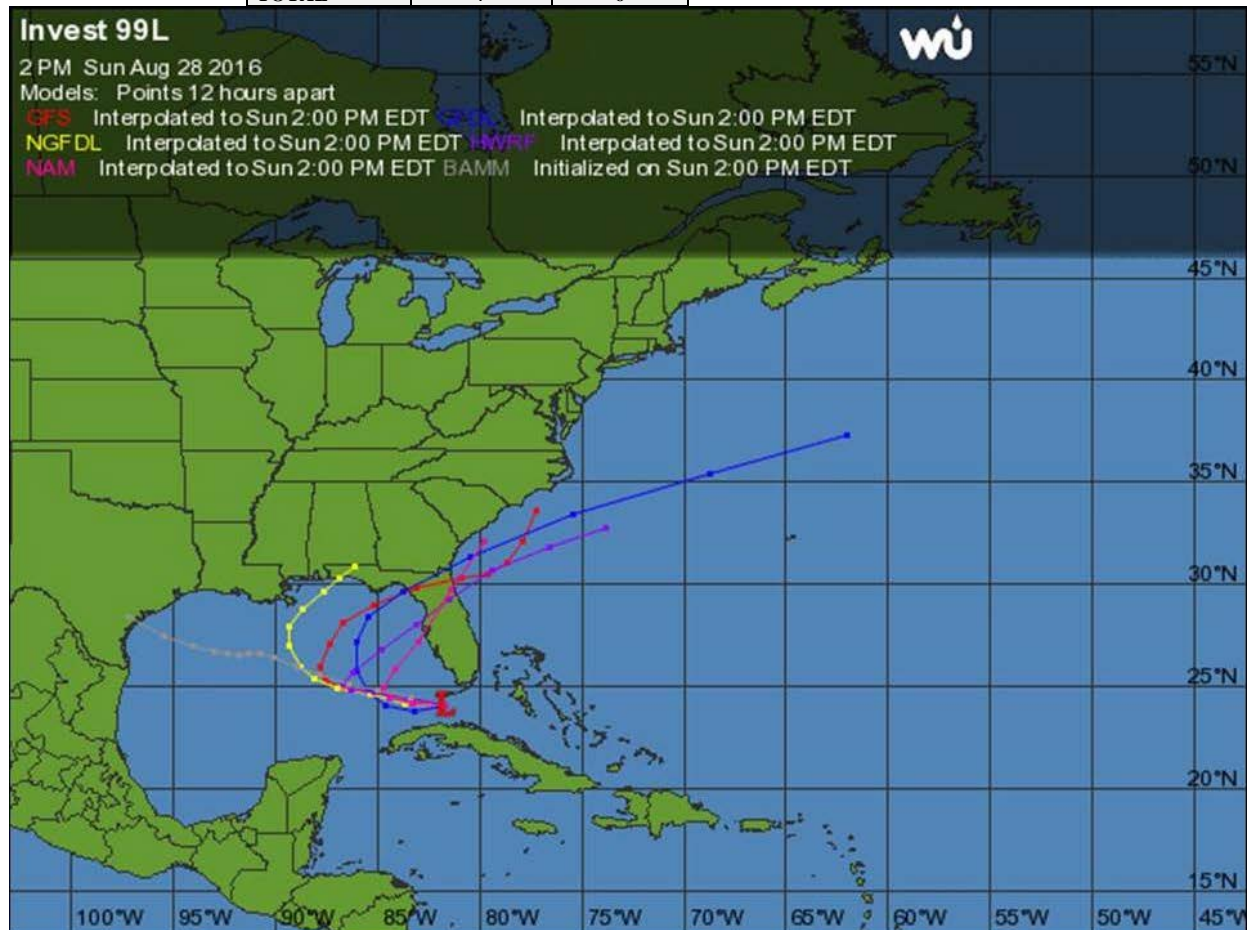 TOTAL
Invest 99L
wu
2 PM Sun Aug 28 2016
Models: Points 12 hours apart
GFS Interpolated to Sun 2:00 PM EDT GFDL Interpolated to Sun 2:00 PM EDT
NGFDL Interpolated to Sun 2:00 PM EDT HWRF Interpolated to Sun 2:00 PM EDT
NAM Interpolated to Sun 2:00 PM EDT BAMM Initialized on Sun 2:00 PM EDT
55°N
50°N
45°N
40°N
35°N
30°N
25°N
L
20°N
15°N
100°W 95°W 90°W 85°W 80°W 75°W 70°W 65°W 60°W 55°W 50°W 45°W